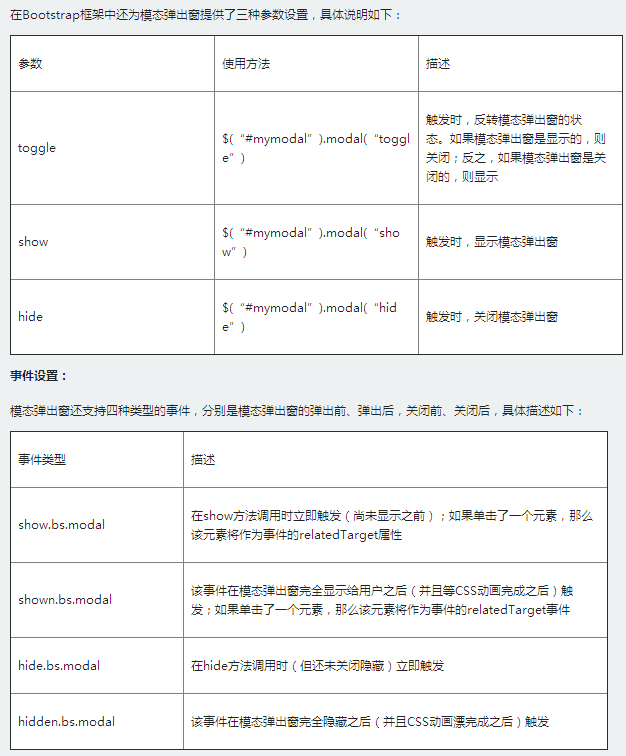 在Bootstrap框架中还为模态弹出窗提供了三种参数设置，具体说明如下：
参数
使用方法
描述
toggle
$(“#mymodal”).modal(“toggl
e”)
触发时，反转模态弹出窗的状
态。如果模态弹出窗是显示的，则
关闭；反之，如果模态弹出窗是关
闭的，则显示
show
$(“#mymodal”).modal(“sho
w”)
触发时，显示模态弹出窗
hide
$(“#mymodal”).modal(“hid
e”)
触发时，关闭模态弹出窗
事件设置：
模态弹出窗还支持四种类型的事件，分别是模态弹出窗的弹出前、弹出后，关闭前、关闭后，具体描述如下：
事件类型
描述
show.bs.modal
在show方法调用时立即触发（尚未显示之前）；如果单击了一个元素，那么
该元素将作为事件的relatedTarget属性
shown.bs.modal
该事件在模态弹出窗完全显示给用户之后（并且等CSS动画完成之后）触
发；如果单击了一个元素，那么该元素将作为事件的relatedTarget事件
hide.bs.modal
在hide方法调用时（但还未关闭隐藏）立即触发
hidden.bs.modal
该事件在模态弹出窗完全隐藏之后（并且CSS动画漂完成之后）触发